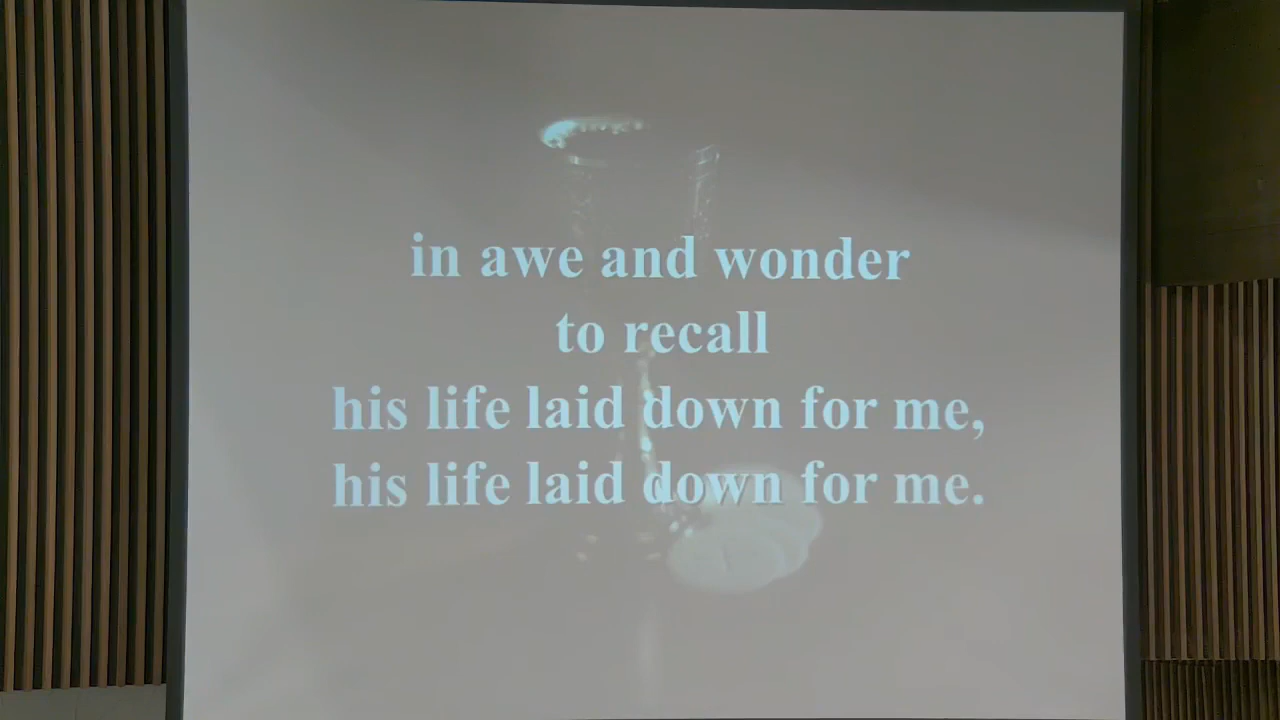 in awe and wonder
to recall
his life laid down for me,
his life laid down for me.